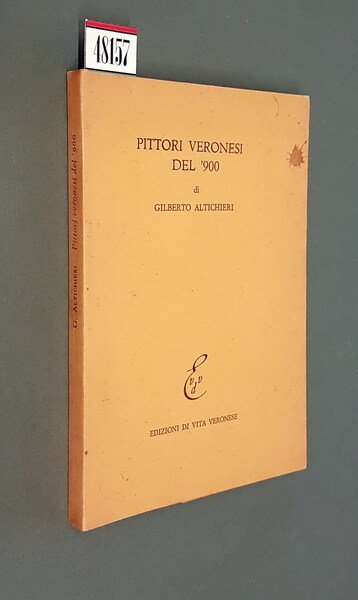 48157
PITTORI VERONESI
DEL '900
di
GILBERTO ALTICHIERI
E v d v
EDIZIONI DI VITA VERONESE
G. ALTICHIERI Pittori veronesi del '900